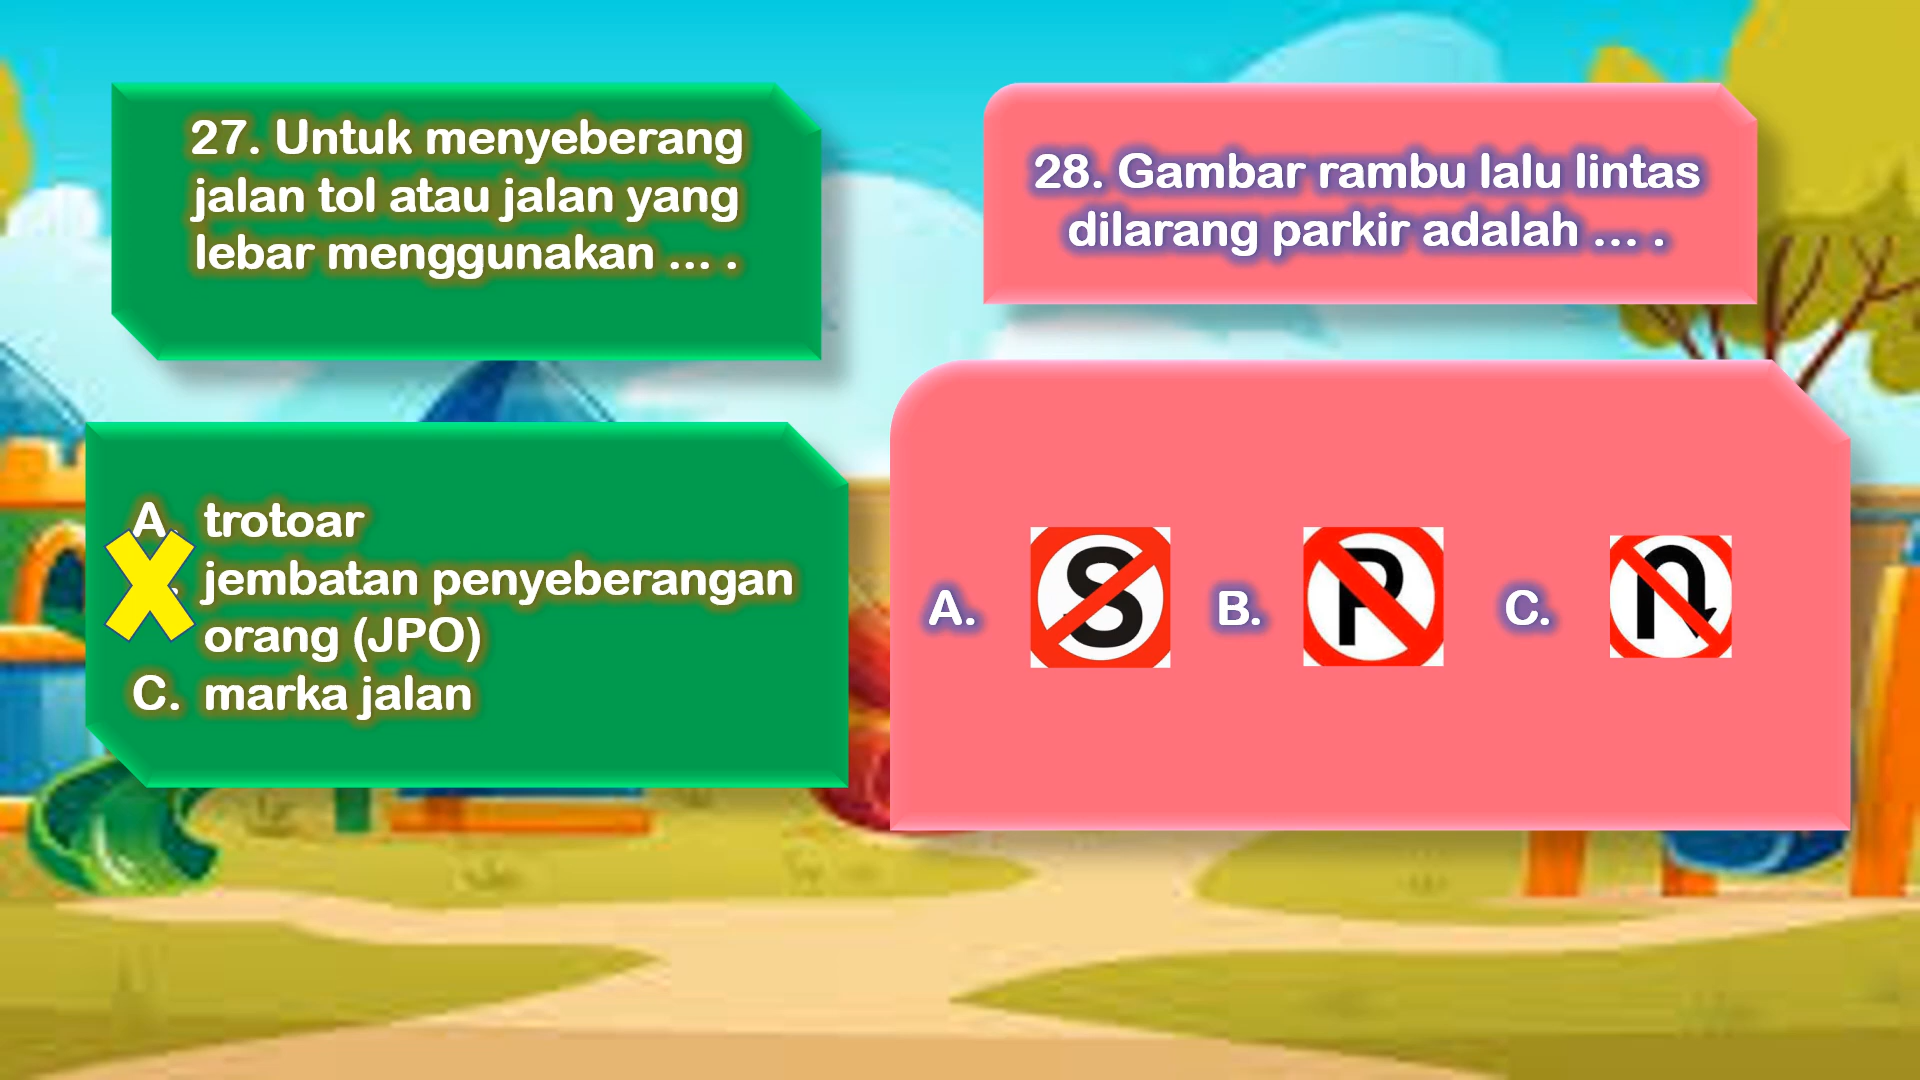 27. Untuk menyeberang
jalan tol atau jalan yang
lebar menggunakan ... .
A. trotoar
jembatan penyeberangan
orang (JPO)
C. marka jalan
28. Gambar rambu lalu lintas
dilarang parkir adalah ... .
A. S B. P C.